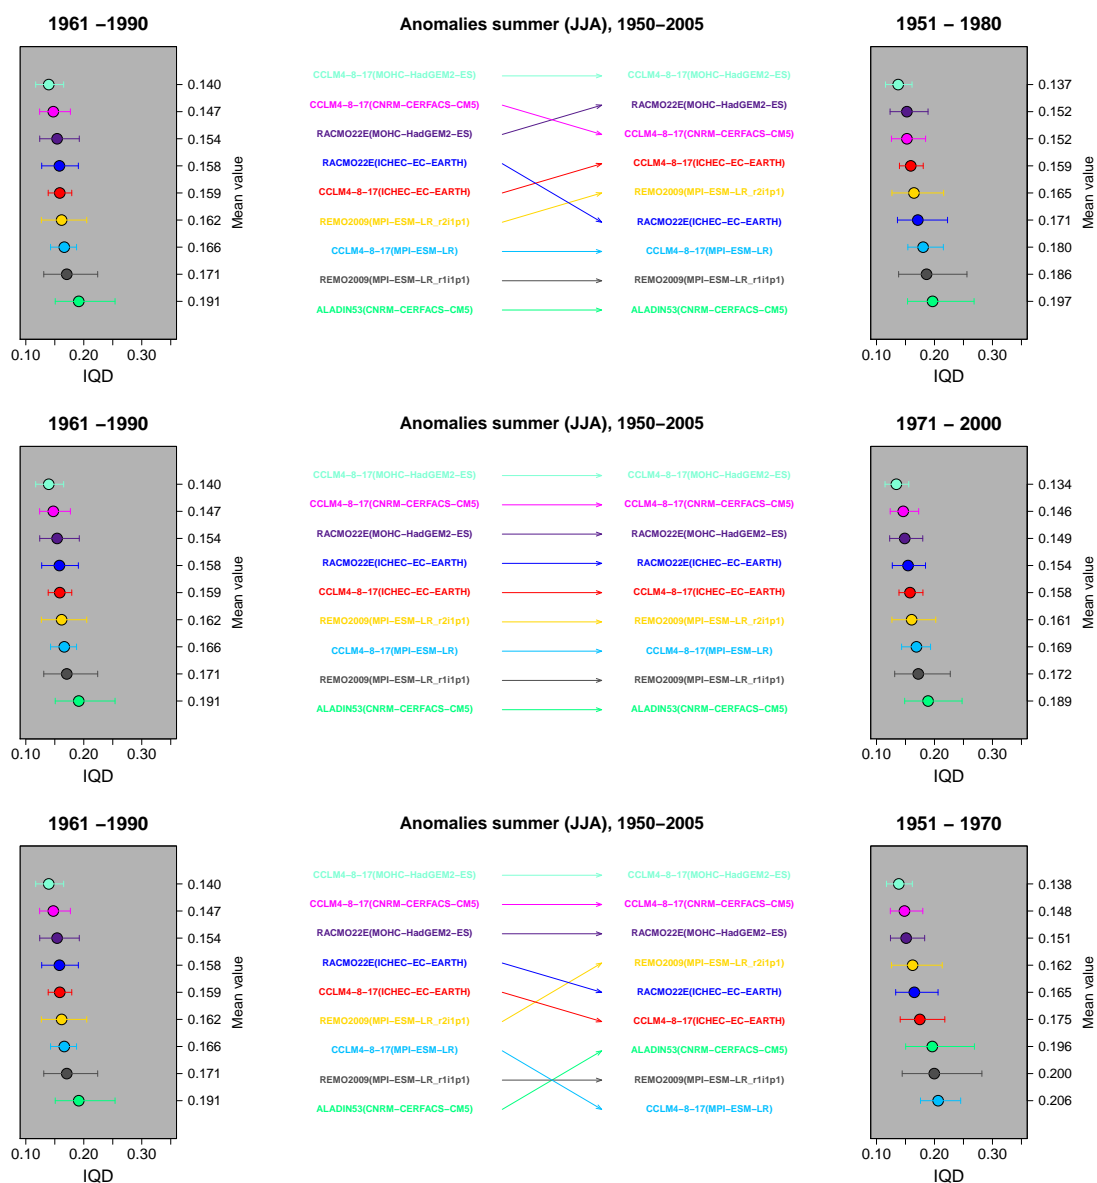 1961 −1990
Anomalies summer (JJA), 1950−2005
1951 − 1980
CCLM4−8−17(MOHC−HadGEM2−ES)
CCLM4−8−17(MOHC−HadGEM2−ES)
CCLM4−8−17(CNRM−CERFACS−CM5)
RACMO22E(MOHC−HadGEM2−ES)
RACMO22E(MOHC−HadGEM2−ES)
CCLM4−8−17(CNRM−CERFACS−CM5)
RACMO22E(ICHEC−EC−EARTH)
CCLM4−8−17(ICHEC−EC−EARTH)
CCLM4−8−17(ICHEC−EC−EARTH)
REMO2009(MPI−ESM−LR_r2i1p1)
REMO2009(MPI−ESM−LR_r2i1p1)
RACMO22E(ICHEC−EC−EARTH)
CCLM4−8−17(MPI−ESM−LR)
CCLM4−8−17(MPI−ESM−LR)
REMO2009(MPI−ESM−LR_r1i1p1)
REMO2009(MPI−ESM−LR_r1i1p1)
ALADIN53(CNRM−CERFACS−CM5)
ALADIN53(CNRM−CERFACS−CM5)
0.140
0.147
0.154
0.158
0.159
0.162
0.166
0.171
0.191
Mean value
0.137
0.152
0.152
0.159
0.165
0.171
0.180
0.186
0.197
Mean value
0.10 0.20 0.30
IQD
0.10 0.20 0.30
IQD
1961 −1990
Anomalies summer (JJA), 1950−2005
1971 − 2000
CCLM4−8−17(MOHC−HadGEM2−ES)
CCLM4−8−17(MOHC−HadGEM2−ES)
CCLM4−8−17(CNRM−CERFACS−CM5)
CCLM4−8−17(CNRM−CERFACS−CM5)
RACMO22E(MOHC−HadGEM2−ES)
RACMO22E(MOHC−HadGEM2−ES)
RACMO22E(ICHEC−EC−EARTH)
RACMO22E(ICHEC−EC−EARTH)
CCLM4−8−17(ICHEC−EC−EARTH)
CCLM4−8−17(ICHEC−EC−EARTH)
REMO2009(MPI−ESM−LR_r2i1p1)
REMO2009(MPI−ESM−LR_r2i1p1)
CCLM4−8−17(MPI−ESM−LR)
CCLM4−8−17(MPI−ESM−LR)
REMO2009(MPI−ESM−LR_r1i1p1)
REMO2009(MPI−ESM−LR_r1i1p1)
ALADIN53(CNRM−CERFACS−CM5)
ALADIN53(CNRM−CERFACS−CM5)
0.140
0.147
0.154
0.158
0.159
0.162
0.166
0.171
0.191
Mean value
0.134
0.146
0.149
0.154
0.158
0.161
0.169
0.172
0.189
Mean value
0.10 0.20 0.30
IQD
0.10 0.20 0.30
IQD
1961 −1990
Anomalies summer (JJA), 1950−2005
1951 − 1970
CCLM4−8−17(MOHC−HadGEM2−ES)
CCLM4−8−17(MOHC−HadGEM2−ES)
CCLM4−8−17(CNRM−CERFACS−CM5)
CCLM4−8−17(CNRM−CERFACS−CM5)
RACMO22E(MOHC−HadGEM2−ES)
RACMO22E(MOHC−HadGEM2−ES)
RACMO22E(ICHEC−EC−EARTH)
REMO2009(MPI−ESM−LR_r2i1p1)
CCLM4−8−17(ICHEC−EC−EARTH)
RACMO22E(ICHEC−EC−EARTH)
REMO2009(MPI−ESM−LR_r2i1p1)
CCLM4−8−17(ICHEC−EC−EARTH)
CCLM4−8−17(MPI−ESM−LR)
ALADIN53(CNRM−CERFACS−CM5)
REMO2009(MPI−ESM−LR_r1i1p1)
REMO2009(MPI−ESM−LR_r1i1p1)
ALADIN53(CNRM−CERFACS−CM5)
CCLM4−8−17(MPI−ESM−LR)
0.140
0.147
0.154
0.158
0.159
0.162
0.166
0.171
0.191
Mean value
0.138
0.148
0.151
0.162
0.165
0.175
0.196
0.200
0.206
Mean value
0.10 0.20 0.30
IQD
0.10 0.20 0.30
IQD